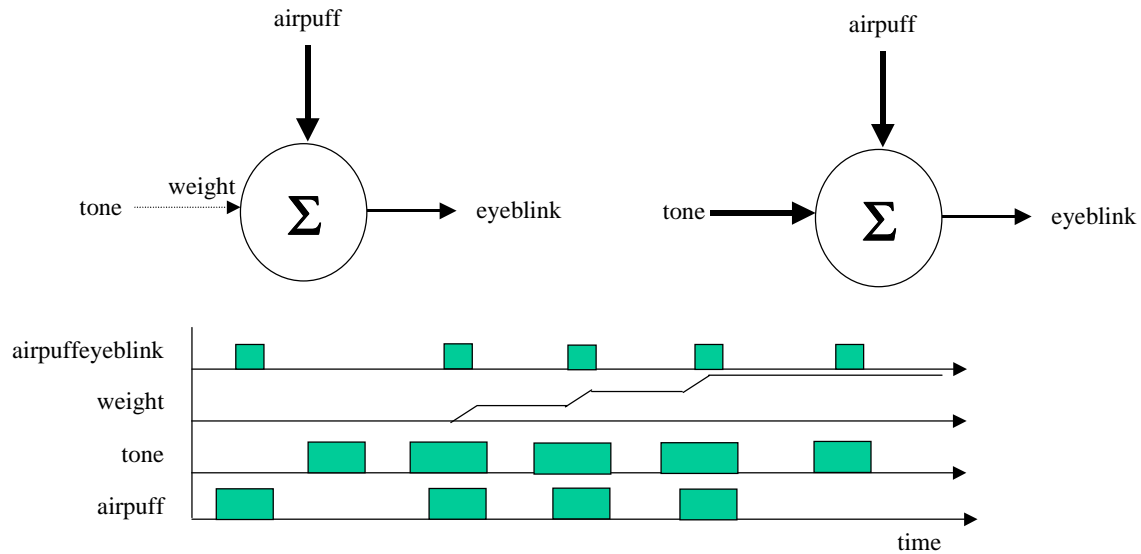 airpuff
airpuff
weight
tone
Σ
eyeblink
tone
Σ
eyeblink
airpuffeyeblink
weight
tone
airpuff
time